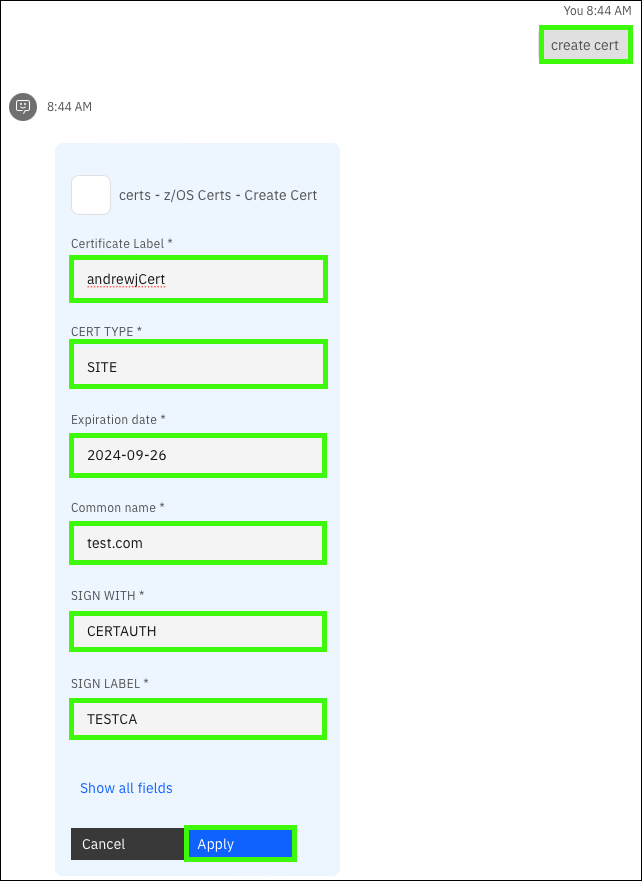 You 8:44 AM
create cert
8:44 AM
certs - z/OS Certs - Create Cert
Certificate Label *
andrewjCert
CERT TYPE *
SITE
Expiration date *
2024-09-26
Common name *
test.com
SIGN WITH *
CERTAUTH
SIGN LABEL *
TESTCA
Show all fields
Cancel
Apply